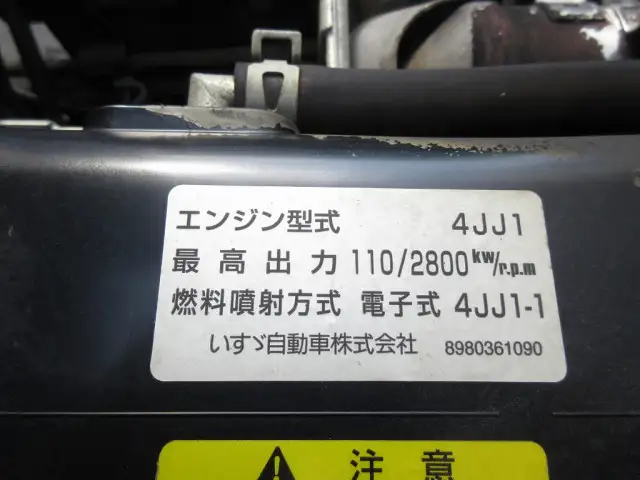 エンジン型式 4JJ1
最高出力 110/2800 kw/r.p.m
燃料噴射方式 電子式 4JJ1-1
いすゞ自動車株式会社 8980361090
注意